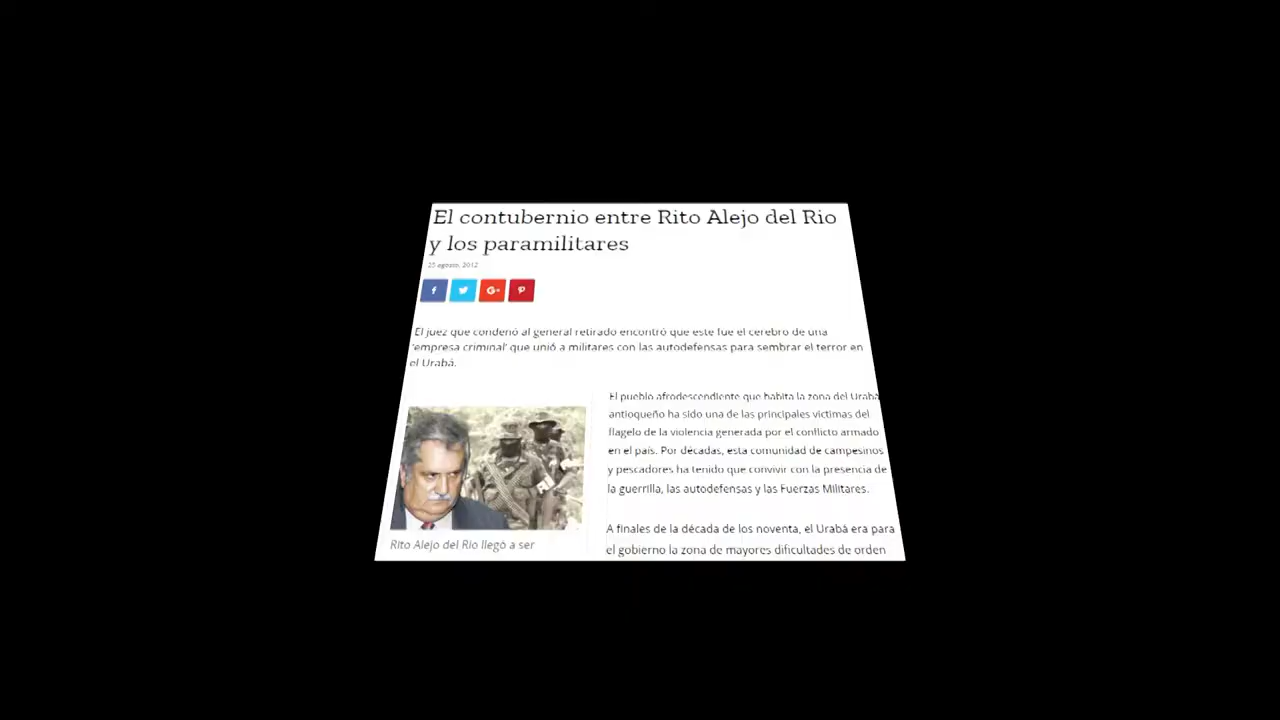 El contubernio entre Rito Alejo del Rio
y los paramilitares
25 agosto, 2012
El juez que condenó al general retirado encontró que este fue el cerebro de una
'empresa criminal' que unió a militares con las autodefensas para sembrar el terror en
el Urabá.
El pueblo afrodescendiente que habita la zona del Urabá
antioqueño ha sido una de las principales víctimas del
flagelo de la violencia generada por el conflicto armado
en el país. Por décadas, esta comunidad de campesinos
y pescadores ha tenido que convivir con la presencia de
la guerrilla, las autodefensas y las Fuerzas Militares.
A finales de la década de los noventa, el Urabá era para
el gobierno la zona de mayores dificultades de orden
Rito Alejo del Río llegó a ser